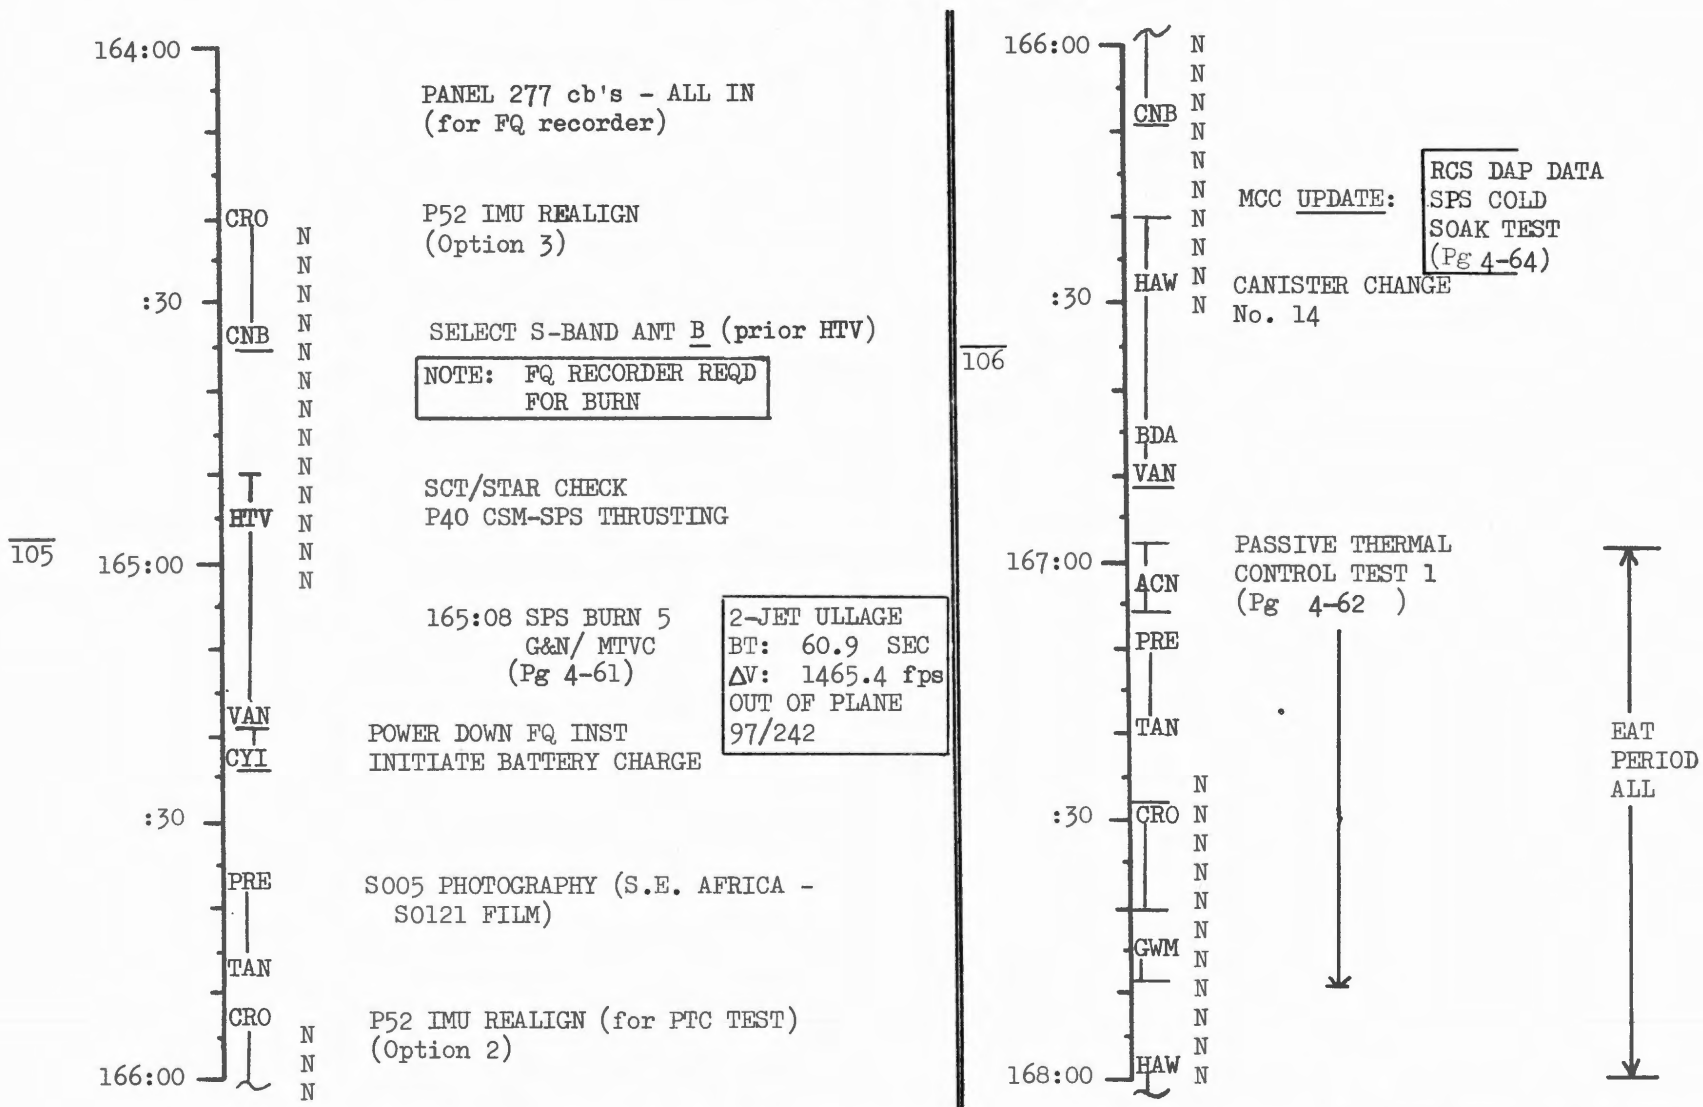 164:00
PANEL 277 cb's - ALL IN
(for FQ recorder)
CRO
P52 IMU REALIGN
(Option 3)
N
N
N
:30
CNB
N
N
SELECT S-BAND ANT B (prior HTV)
NOTE: FQ RECORDER REQD
FOR BURN
N
N
N
N
N
HTV
N
N
N
SCT/STAR CHECK
P40 CSM-SPS THRUSTING
105
165:00
165:08 SPS BURN 5
G&N/ MTVC
(Pg 4-61)
2-JET ULLAGE
BT: 60.9 SEC
ΔV: 1465.4 fps
OUT OF PLANE
97/242
VAN
CYI
POWER DOWN FQ INST
INITIATE BATTERY CHARGE
:30
PRE
S005 PHOTOGRAPHY (S.E. AFRICA -
SO121 FILM)
TAN
CRO
P52 IMU REALIGN (for PTC TEST)
(Option 2)
N
N
N
166:00
166:00
N
N
CNB
N
N
N
N
N
N
N
N
N
N
MCC UPDATE:
RCS DAP DATA
SPS COLD
SOAK TEST
(Pg 4-64)
HAW
:30
CANISTER CHANGE
No. 14
106
BDA
VAN
167:00
ACN
PASSIVE THERMAL
CONTROL TEST 1
(Pg 4-62 )
PRE
TAN
EAT
PERIOD
ALL
N
:30
CRO
N
N
N
N
N
GWM
N
N
N
N
N
168:00
HAW
N